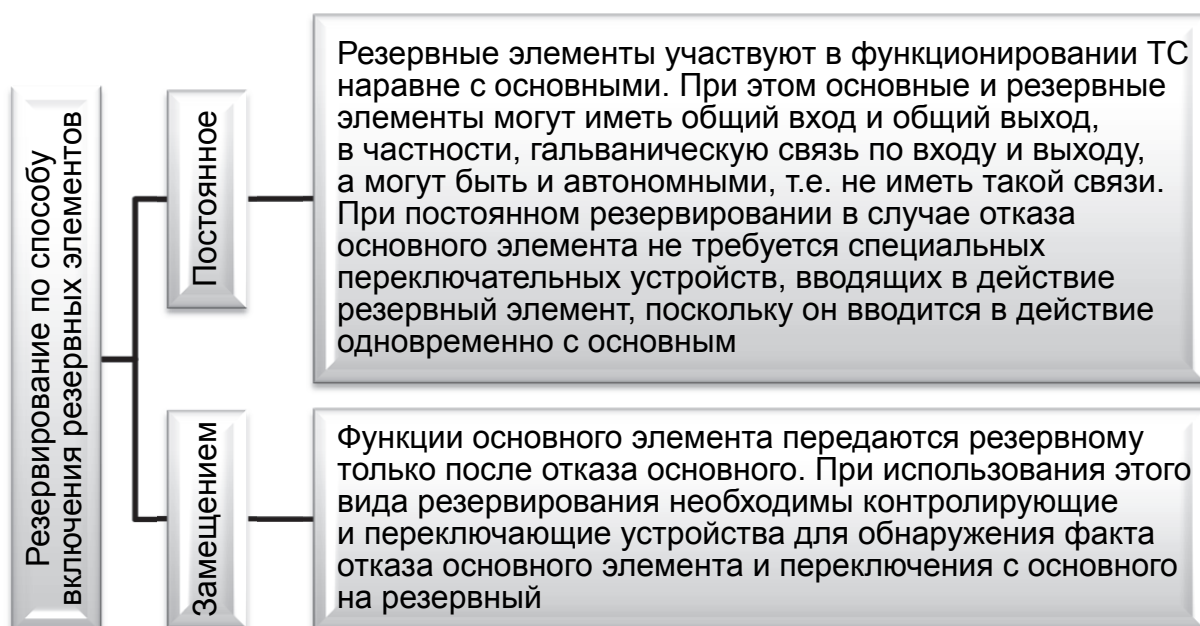 Резервирование по способу
включения резервных элементов
Постоянное
Резервные элементы участвуют в функционировании ТС
наравне с основными. При этом основные и резервные
элементы могут иметь общий вход и общий выход,
в частности, гальваническую связь по входу и выходу,
а могут быть и автономными, т.е. не иметь такой связи.
При постоянном резервировании в случае отказа
основного элемента не требуется специальных
переключательных устройств, вводящих в действие
резервный элемент, поскольку он вводится в действие
одновременно с основным
Замещением
Функции основного элемента передаются резервному
только после отказа основного. При использования этого
вида резервирования необходимы контролирующие
и переключающие устройства для обнаружения факта
отказа основного элемента и переключения с основного
на резервный